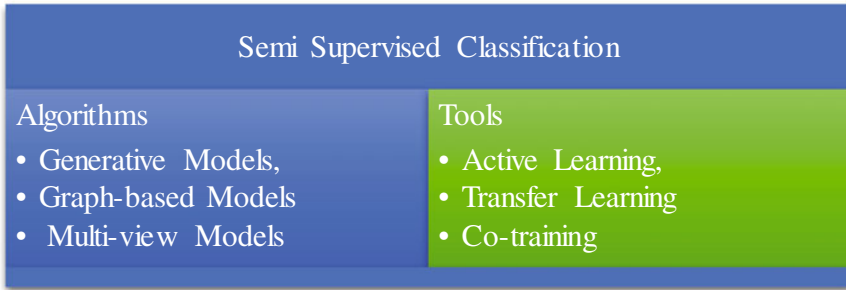 Semi Supervised Classification
Algorithms
• Generative Models,
• Graph-based Models
• Multi-view Models
Tools
• Active Learning,
• Transfer Learning
• Co-training